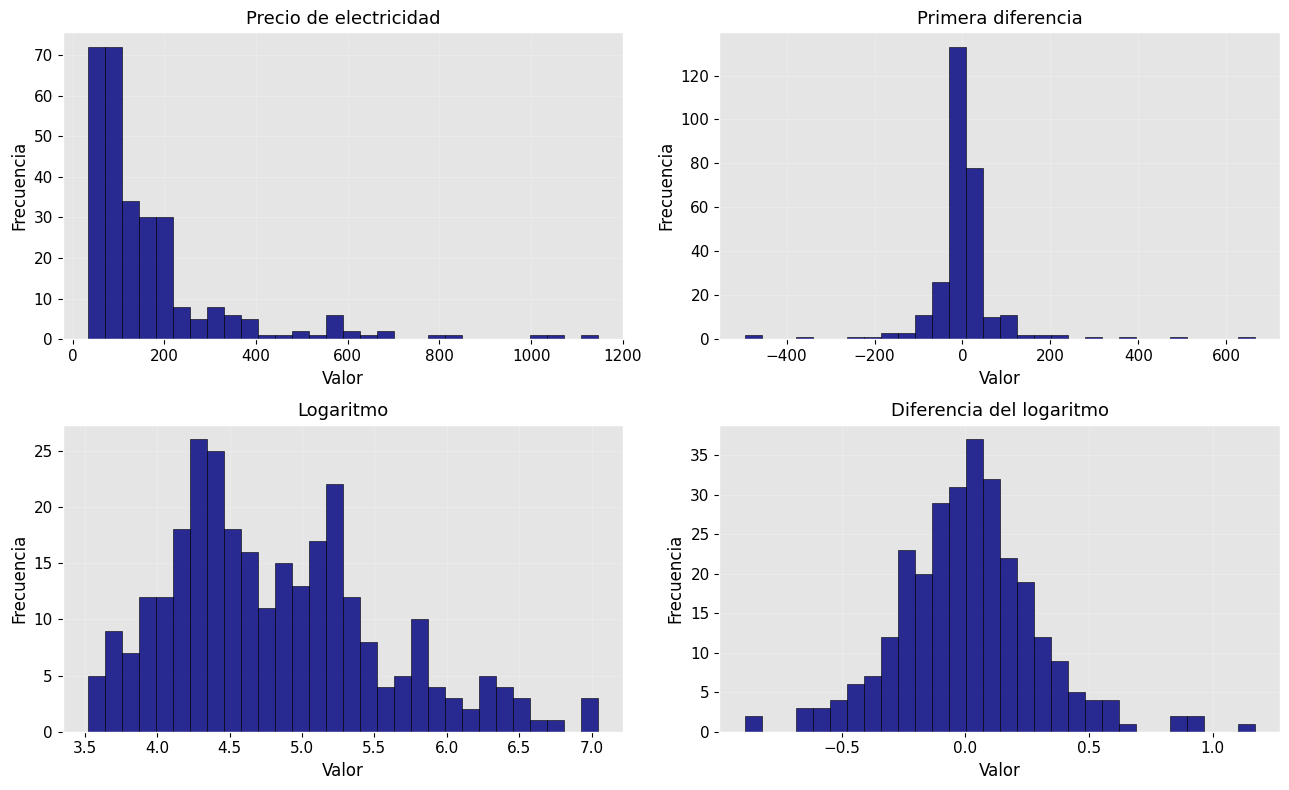 Precio de electricidad
Frecuencia
70
60
50
40
30
20
10
0
0 200 400 600 800 1000 1200
Valor
Primera diferencia
Frecuencia
120
100
80
60
40
20
0
−400 −200 0 200 400 600
Valor
Logaritmo
Frecuencia
25
20
15
10
5
0
3.5 4.0 4.5 5.0 5.5 6.0 6.5 7.0
Valor
Diferencia del logaritmo
Frecuencia
35
30
25
20
15
10
5
0
−0.5 0.0 0.5 1.0
Valor